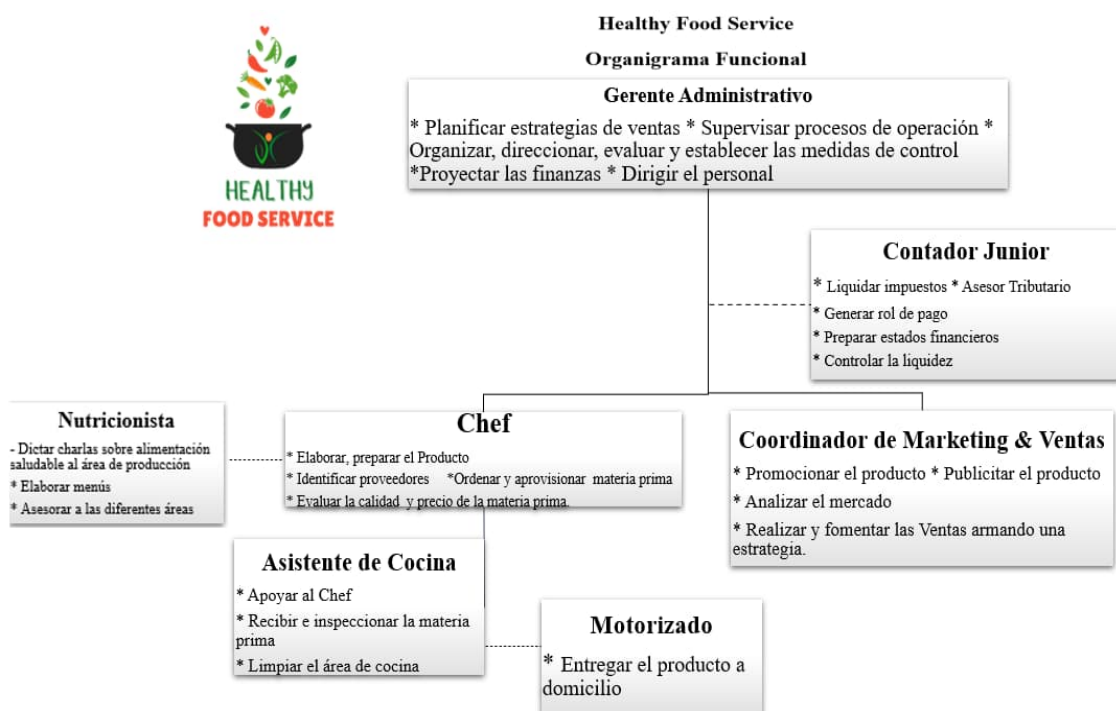 HEALTHY
FOOD SERVICE
Healthy Food Service
Organigrama Funcional
Gerente Administrativo
* Planificar estrategias de ventas * Supervisar procesos de operación *
Organizar, direccionar, evaluar y establecer las medidas de control
*Proyectar las finanzas * Dirigir el personal
Contador Junior
* Liquidar impuestos * Asesor Tributario
* Generar rol de pago
* Preparar estados financieros
* Controlar la liquidez
Nutricionista
- Dictar charlas sobre alimentación
saludable al área de producción
* Elaborar menús
* Asesorar a las diferentes áreas
Chef
* Elaborar, preparar el Producto
* Identificar proveedores *Ordenar y aprovisionar materia prima
* Evaluar la calidad y precio de la materia prima.
Coordinador de Marketing & Ventas
* Promocionar el producto * Publicitar el producto
* Analizar el mercado
* Realizar y fomentar las Ventas armando una
estrategia.
Asistente de Cocina
* Apoyar al Chef
* Recibir e inspeccionar la materia
prima
* Limpiar el área de cocina
Motorizado
* Entregar el producto a
domicilio